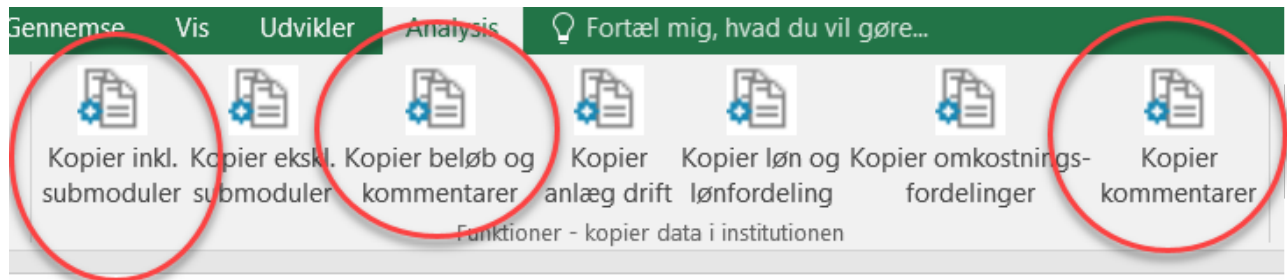 Gennemse Vis Udvikler Analysis Fortæl mig, hvad du vil gøre...
Kopier inkl. Kopier ekskl. Kopier beløb og Kopier Kopier løn og Kopier omkostnings- Kopier
submoduler submoduler kommentarer anlæg drift lønfordeling fordelinger kommentarer
Funktioner - kopier data i institutionen